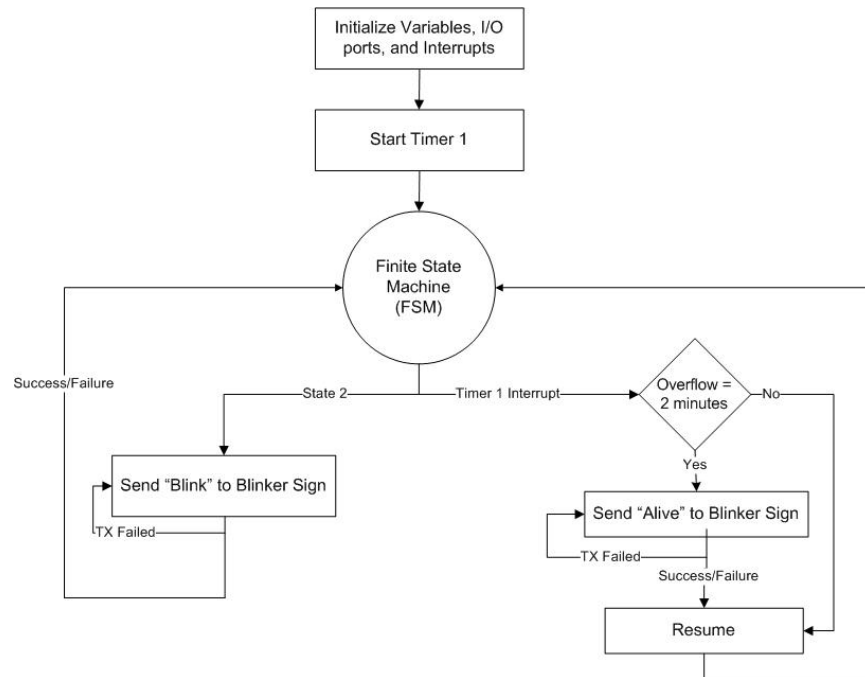 Initialize Variables, I/O
ports, and Interrupts
Start Timer 1
Finite State
Machine
(FSM)
Success/Failure
State 2
Timer 1 Interrupt
Overflow =
2 minutes
No
Yes
Send “Blink” to Blinker Sign
TX Failed
Send “Alive” to Blinker Sign
TX Failed
Success/Failure
Resume